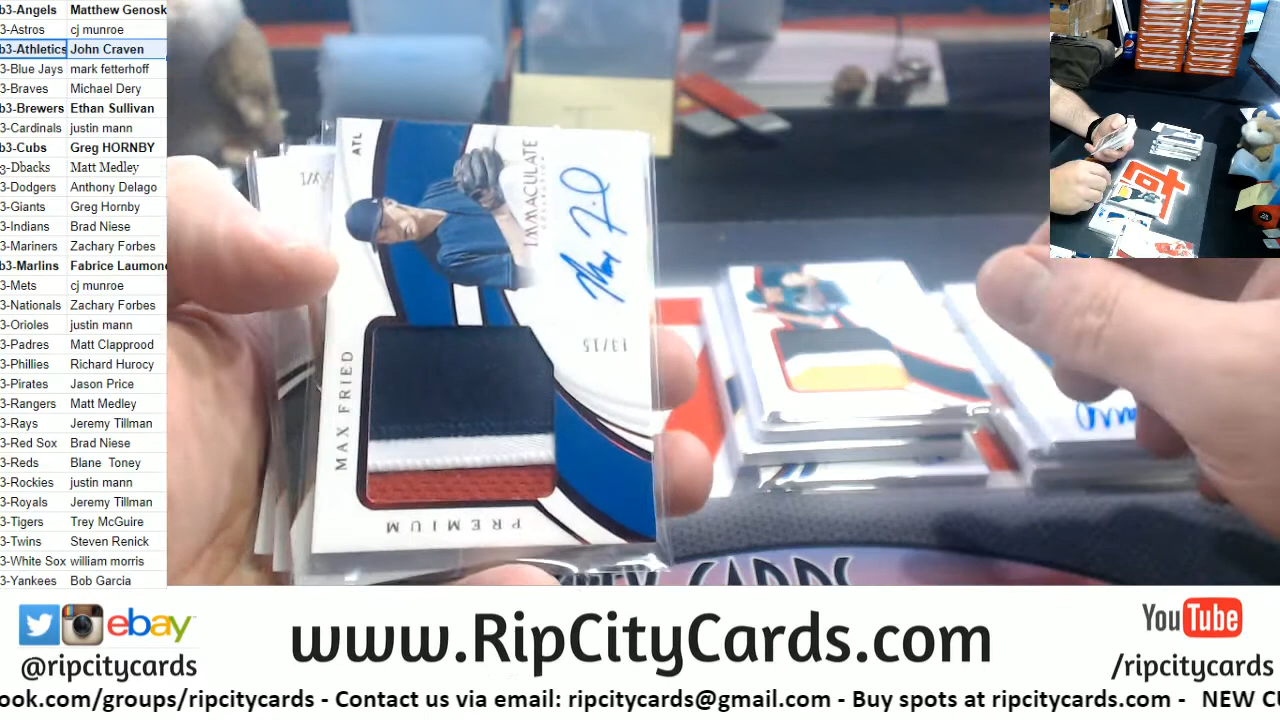 b3-Angels Matthew Genosk
3-Astros cj munroe
b3-Athletics John Craven
3-Blue Jays mark fetterhoff
3-Braves Michael Dery
b3-Brewers Ethan Sullivan
3-Cardinals justin mann
b3-Cubs Greg HORNBY
3-Dbacks Matt Medley
3-Dodgers Anthony Delago
3-Giants Greg Hornby
3-Indians Brad Niese
3-Mariners Zachary Forbes
b3-Marlins Fabrice Laumon
3-Mets cj munroe
3-Nationals Zachary Forbes
3-Orioles justin mann
3-Padres Matt Clapprood
3-Phillies Richard Hurocy
3-Pirates Jason Price
3-Rangers Matt Medley
3-Rays Jeremy Tillman
3-Red Sox Brad Niese
3-Reds Blane Toney
3-Rockies justin mann
3-Royals Jeremy Tillman
3-Tigers Trey McGuire
3-Twins Steven Renick
3-White Sox william morris
3-Yankees Bob Garcia
ATL
IMMACULATE
COLLECTION
Max Fried
13/15
MAX FRIED
PREMIUM
CARDS
ebay
@ripcitycards
www.RipCityCards.com
YouTube
/ripcitycards
ook.com/groups/ripcitycards - Contact us via email: ripcitycards@gmail.com - Buy spots at ripcitycards.com - NEW C